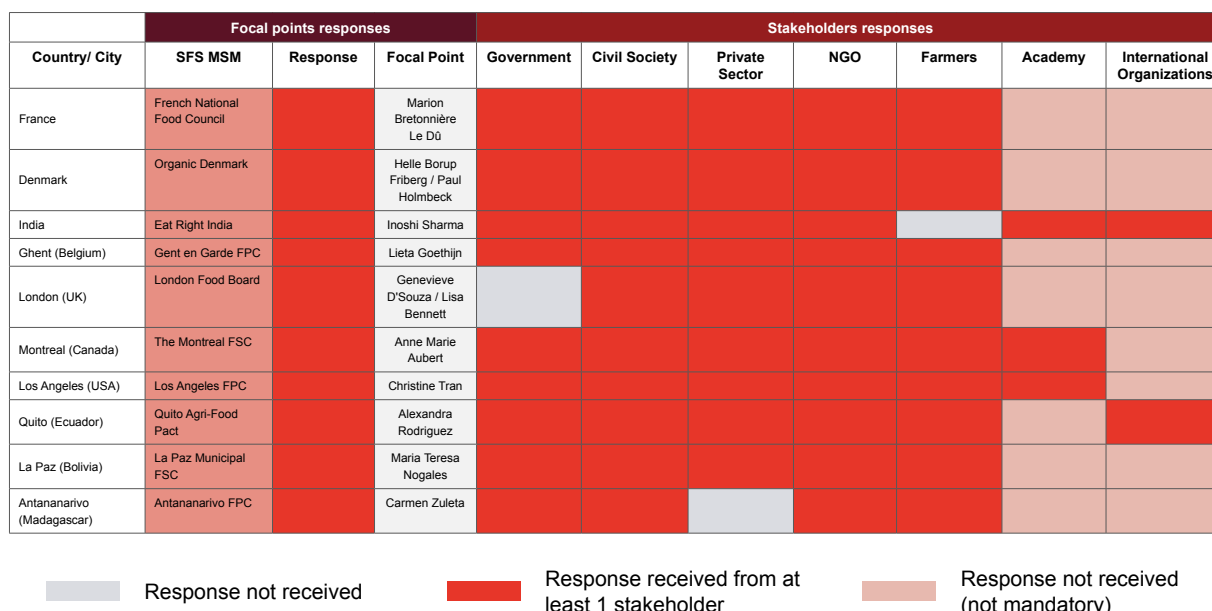 Focal points responses
Stakeholders responses
Country/ City
SFS MSM
Response
Focal Point
Government
Civil Society
Private
Sector
NGO
Farmers
Academy
International
Organizations
France
French National
Food Council
Marion
Bretonnière
Le Dû
Denmark
Organic Denmark
Helle Borup
Friberg / Paul
Holmbeck
India
Eat Right India
Inoshi Sharma
Ghent (Belgium)
Gent en Garde FPC
Lieta Goethijn
London (UK)
London Food Board
Genevieve
D'Souza / Lisa
Bennett
Montreal (Canada)
The Montreal FSC
Anne Marie
Aubert
Los Angeles (USA)
Los Angeles FPC
Christine Tran
Quito (Ecuador)
Quito Agri-Food
Pact
Alexandra
Rodriguez
La Paz (Bolivia)
La Paz Municipal
FSC
Maria Teresa
Nogales
Antananarivo
(Madagascar)
Antananarivo FPC
Carmen Zuleta
Response not received
Response received from at
least 1 stakeholder
Response not received
(not mandatory)